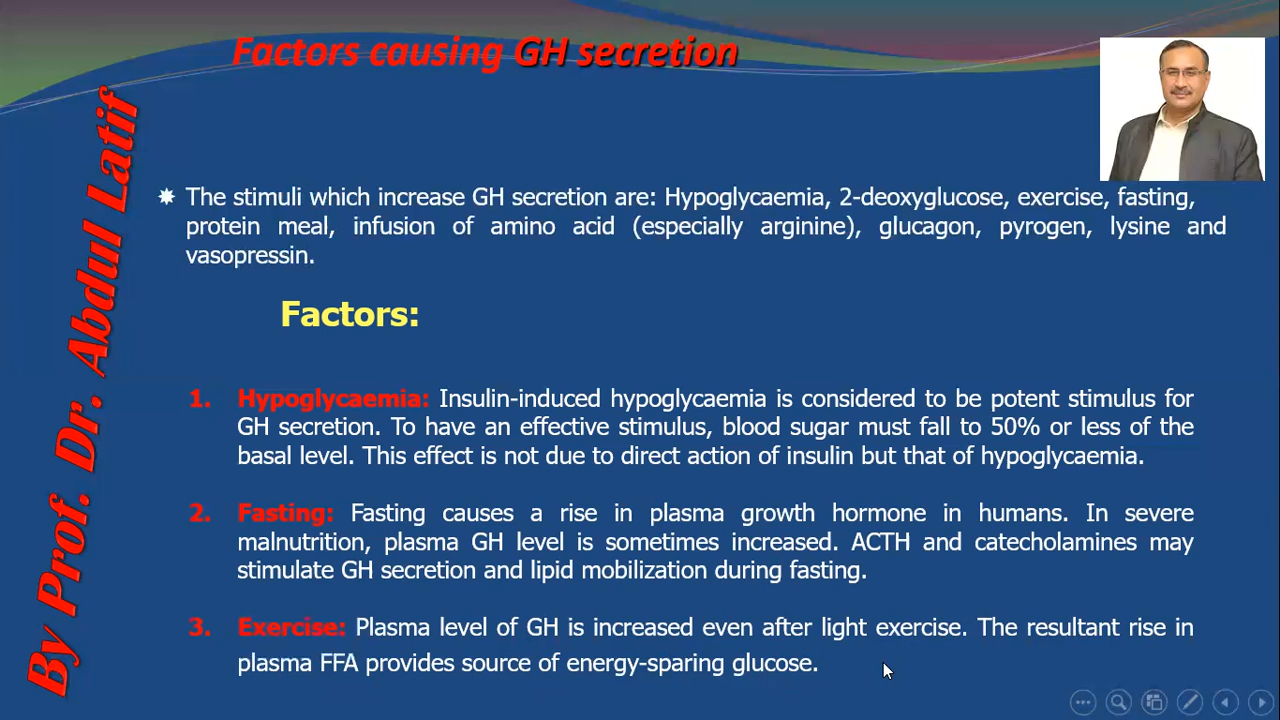 Factors causing GH secretion
By Prof. Dr. Abdul Latif
The stimuli which increase GH secretion are: Hypoglycaemia, 2-deoxyglucose, exercise, fasting,
protein meal, infusion of amino acid (especially arginine), glucagon, pyrogen, lysine and
vasopressin.
Factors:
1. Hypoglycaemia: Insulin-induced hypoglycaemia is considered to be potent stimulus for
GH secretion. To have an effective stimulus, blood sugar must fall to 50% or less of the
basal level. This effect is not due to direct action of insulin but that of hypoglycaemia.
2. Fasting: Fasting causes a rise in plasma growth hormone in humans. In severe
malnutrition, plasma GH level is sometimes increased. ACTH and catecholamines may
stimulate GH secretion and lipid mobilization during fasting.
3. Exercise: Plasma level of GH is increased even after light exercise. The resultant rise in
plasma FFA provides source of energy-sparing glucose.